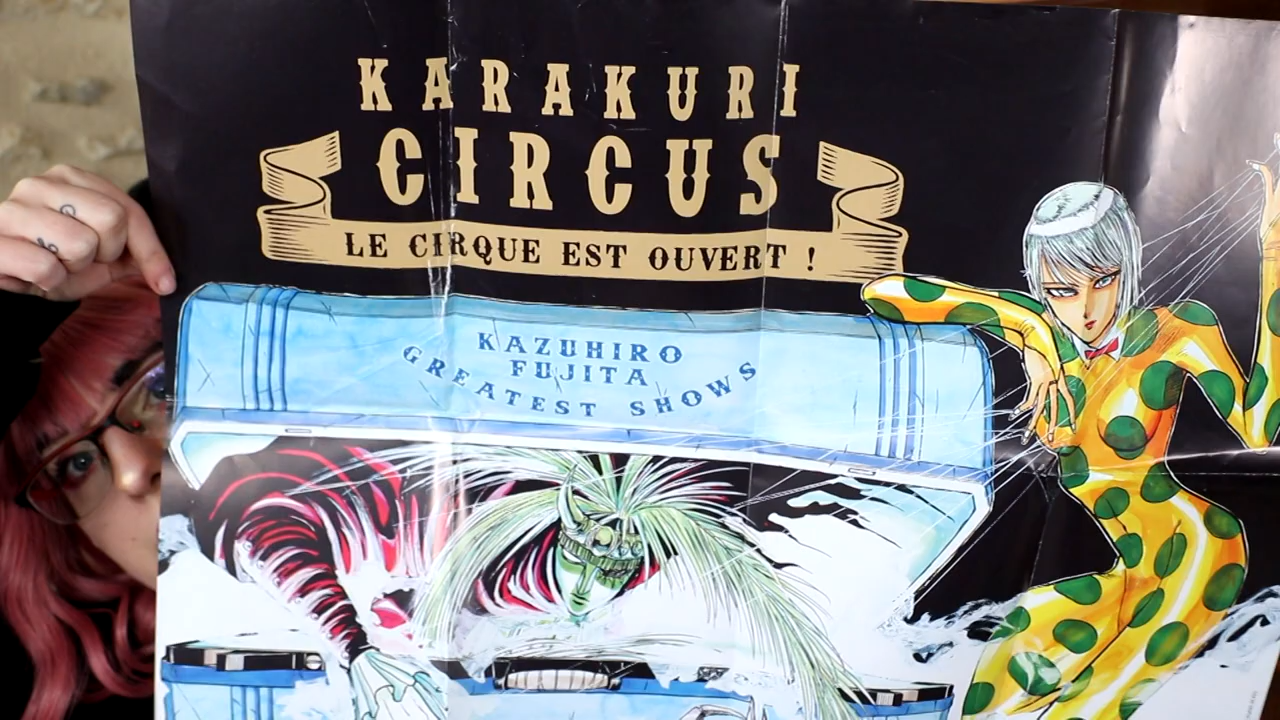 KARAKURI
CIRCUS
LE CIRQUE EST OUVERT !
KAZUHIRO
FUJITA
GREATEST SHOWS